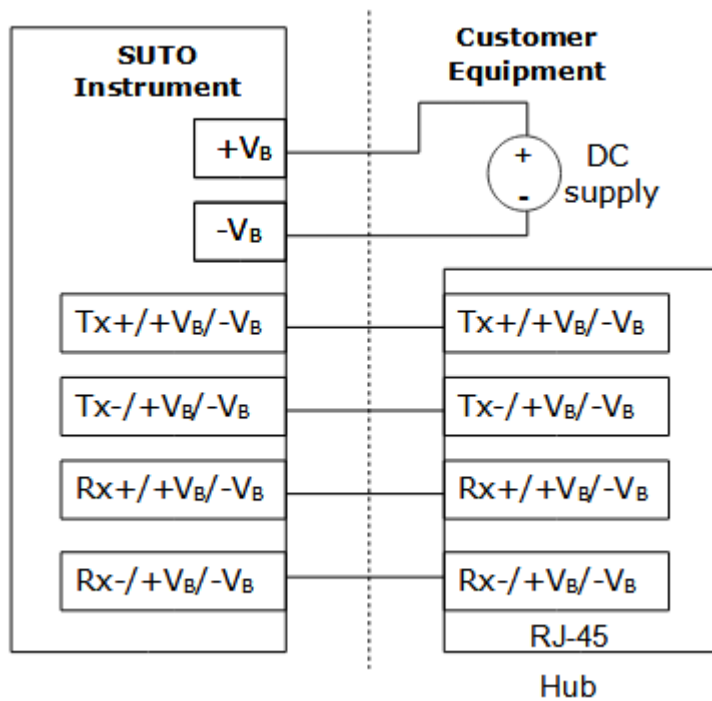 SUTO
Instrument
Customer
Equipment
+VB
-VB
+
-
DC
supply
Tx+/+VB/-VB
Tx-/+VB/-VB
Rx+/+VB/-VB
Rx-/+VB/-VB
Tx+/+VB/-VB
Tx-/+VB/-VB
Rx+/+VB/-VB
Rx-/+VB/-VB
RJ-45
Hub